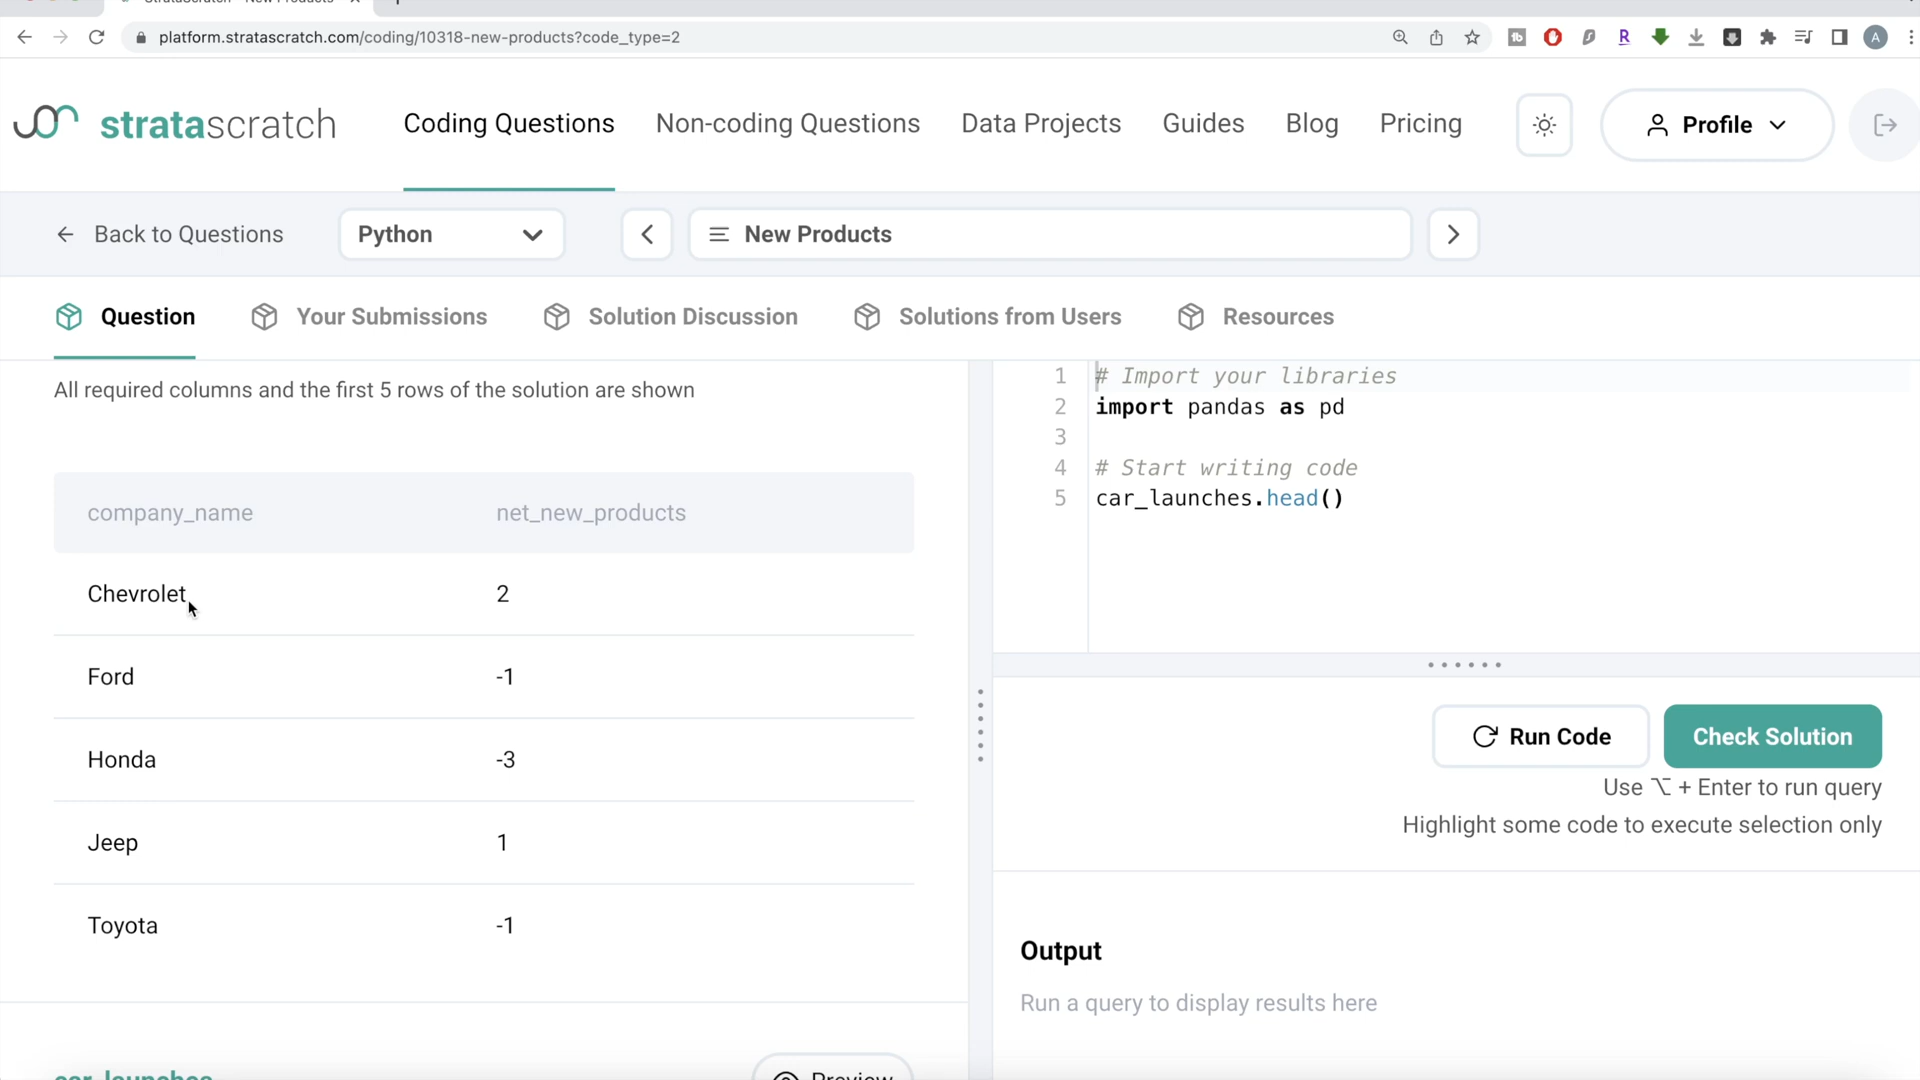 StrataScratch - New Products
platform.stratascratch.com/coding/10318-new-products?code_type=2
A
stratascratch
Coding Questions
Non-coding Questions
Data Projects
Guides
Blog
Pricing
Profile
Back to Questions
Python
New Products
Question
Your Submissions
Solution Discussion
Solutions from Users
Resources
All required columns and the first 5 rows of the solution are shown
company_name net_new_products
Chevrolet 2
Ford -1
Honda -3
Jeep 1
Toyota -1
car_launches
Preview
1 # Import your libraries
2 import pandas as pd
3
4 # Start writing code
5 car_launches.head()
Run Code
Check Solution
Use ⌥ + Enter to run query
Highlight some code to execute selection only
Output
Run a query to display results here